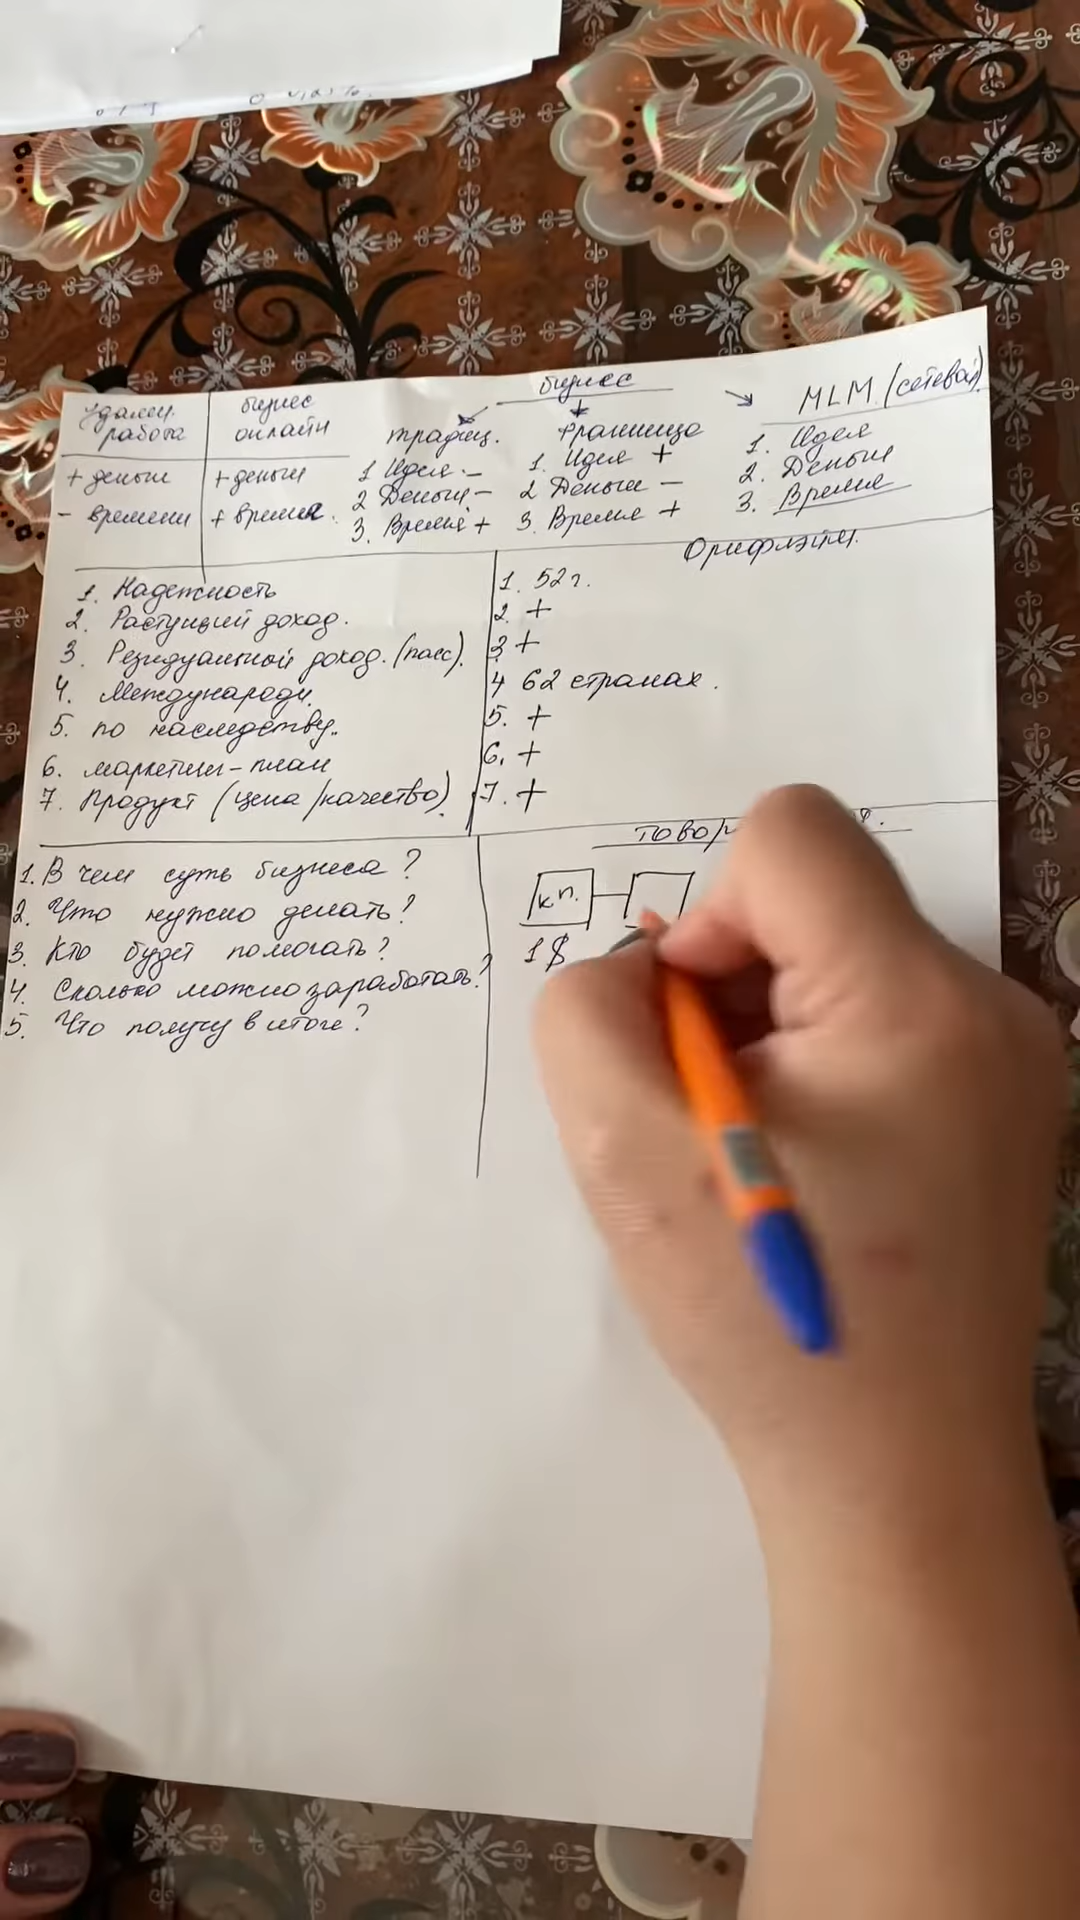 бизнес
MLM (сетевой)
удален. работа
бизнес онлайн
традиц.
Франшиза
+ деньги
- времени
+ деньги
+ время.
1 Идея -
2 Деньги -
3. Время +
1. Идея +
2 Деньги -
3. Время +
1. Идея
2. Деньги
3. Время
Орифлэйм.
1. Надежность
2. Растущий доход.
3 Резидуальный доход. (пасс).
4. Международн.
5. по наследству.
6. маркетинг-план
7. Продукт (цена/качество)
1. 52 г.
2. +
3 +
4 62 странах.
5. +
6. +
7. +
1. В чем суть бизнеса?
2. Что нужно делать?
3. Кто будет помогать?
4. Сколько можно заработать?
5. Что получу в итоге?
к.п.
1$